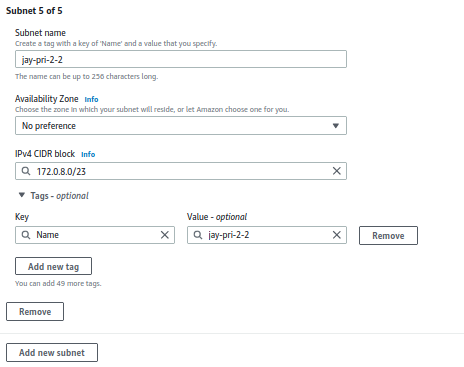 Subnet 5 of 5
Subnet name
Create a tag with a key of 'Name' and a value that you specify.
jay-pri-2-2
The name can be up to 256 characters long.
Availability Zone Info
Choose the zone in which your subnet will reside, or let Amazon choose one for you.
No preference
IPv4 CIDR block Info
172.0.8.0/23
Tags - optional
Key Value - optional
Name jay-pri-2-2 Remove
Add new tag
You can add 49 more tags.
Remove
Add new subnet